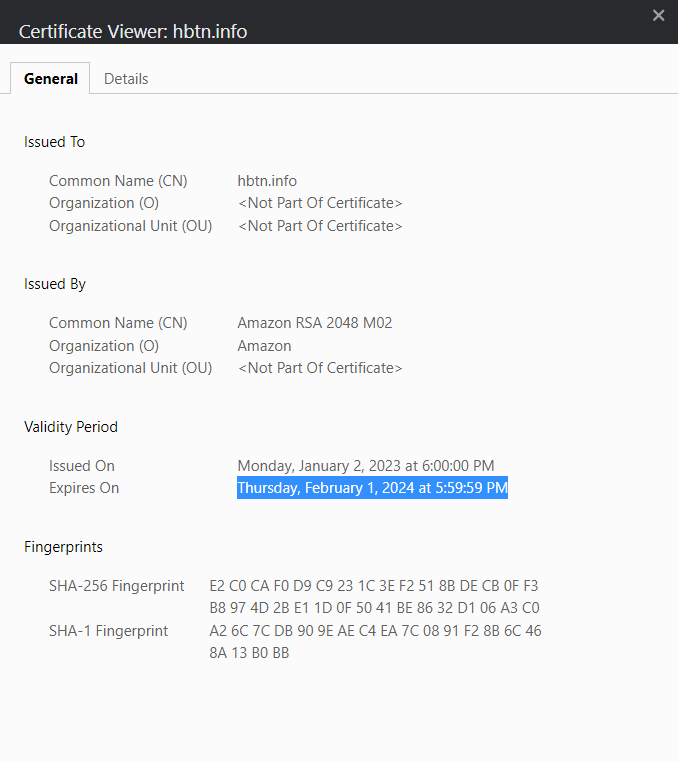 Certificate Viewer: hbtn.info
General Details
Issued To
Common Name (CN) hbtn.info
Organization (O) <Not Part Of Certificate>
Organizational Unit (OU) <Not Part Of Certificate>
Issued By
Common Name (CN) Amazon RSA 2048 M02
Organization (O) Amazon
Organizational Unit (OU) <Not Part Of Certificate>
Validity Period
Issued On Monday, January 2, 2023 at 6:00:00 PM
Expires On Thursday, February 1, 2024 at 5:59:59 PM
Fingerprints
SHA-256 Fingerprint E2 C0 CA F0 D9 C9 23 1C 3E F2 51 8B DE CB 0F F3
B8 97 4D 2B E1 1D 0F 50 41 BE 86 32 D1 06 A3 C0
SHA-1 Fingerprint A2 6C 7C DB 90 9E AE C4 EA 7C 08 91 F2 8B 6C 46
8A 13 B0 BB